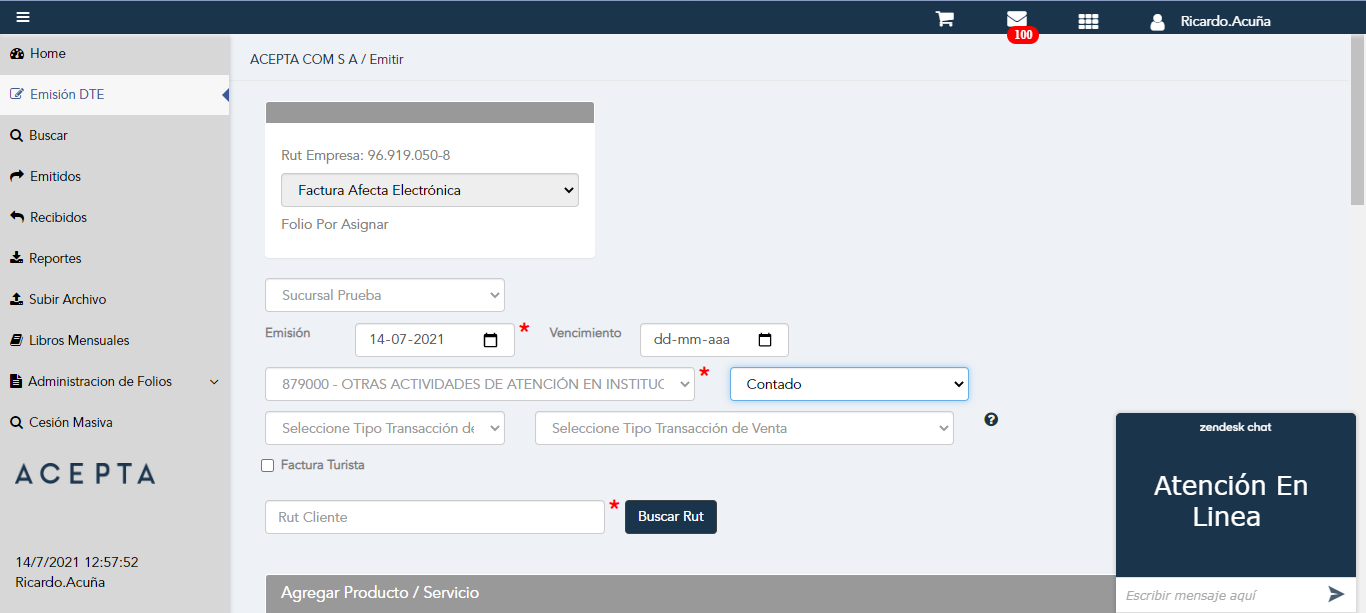 Ricardo.Acuña
100
Home
Emisión DTE
Buscar
Emitidos
Recibidos
Reportes
Subir Archivo
Libros Mensuales
Administracion de Folios
Cesión Masiva
ACEPTA
14/7/2021 12:57:52
Ricardo.Acuña
ACEPTA COM S A / Emitir
Rut Empresa: 96.919.050-8
Factura Afecta Electrónica
Folio Por Asignar
Sucursal Prueba
Emisión 14-07-2021 * Vencimiento dd-mm-aaa
879000 - OTRAS ACTIVIDADES DE ATENCIÓN EN INSTITUC * Contado
Seleccione Tipo Transacción de Seleccione Tipo Transacción de Venta ?
Factura Turista
Rut Cliente * Buscar Rut
Agregar Producto / Servicio
zendesk chat
Atención En
Linea
Escribir mensaje aquí